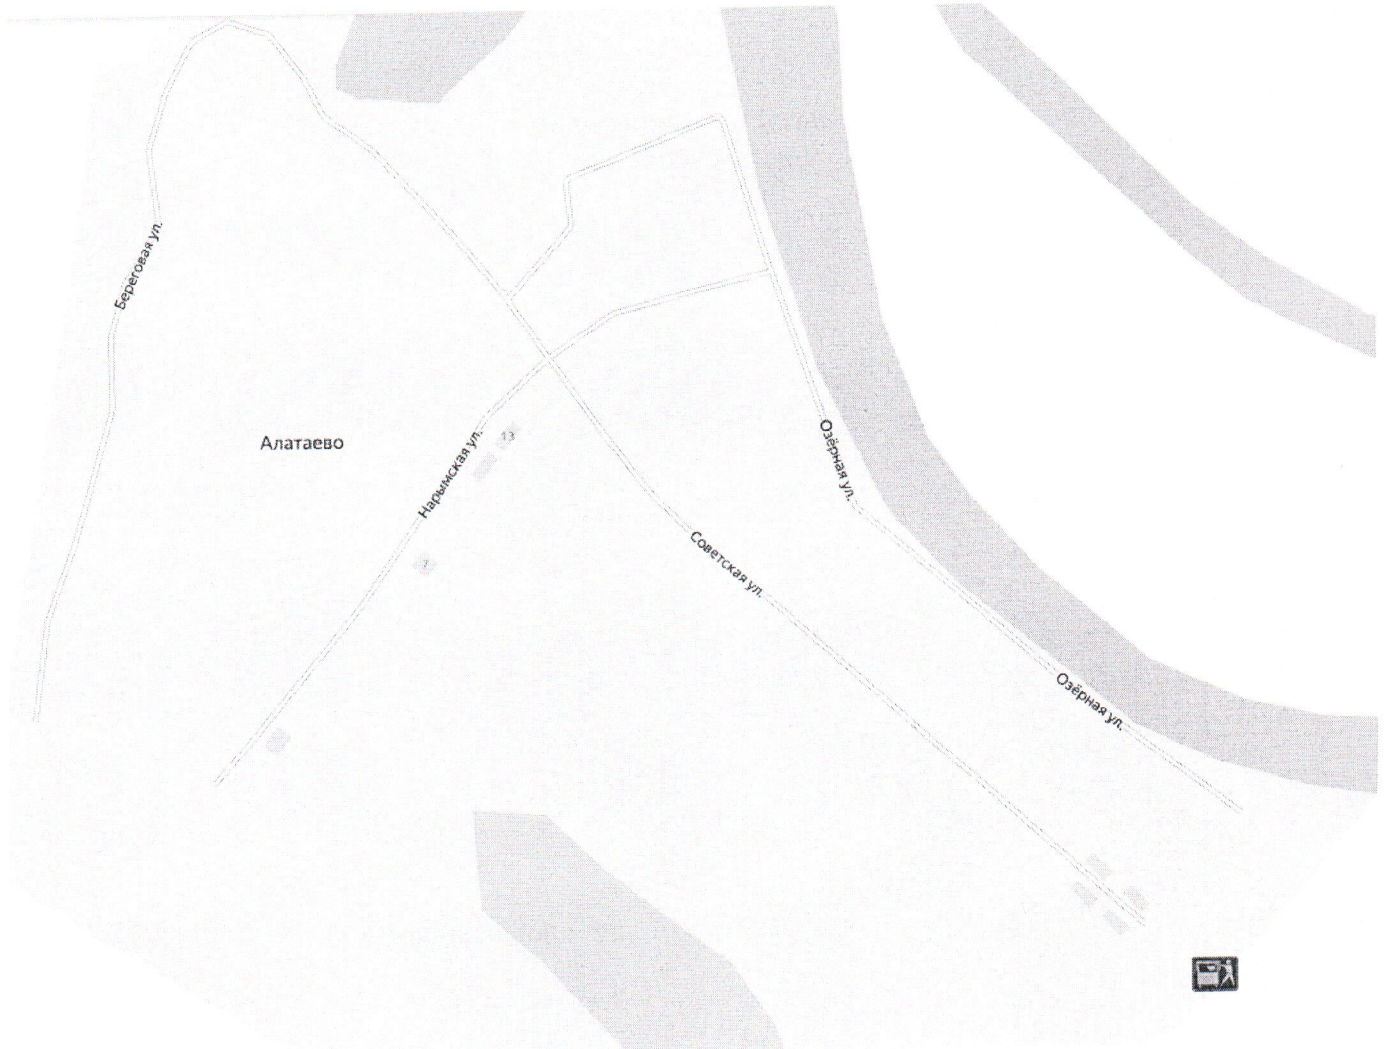 Береговая ул.
Алатаево
Нарымская ул.
13
7
Озёрная ул.
Советская ул.
Озёрная ул.